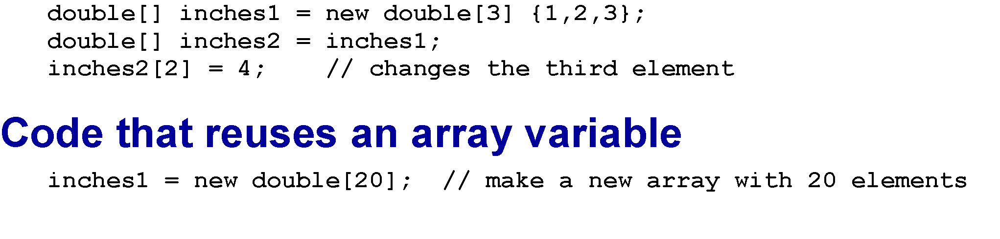 double[] inches1 = new double[3] {1,2,3};
double[] inches2 = inches1;
inches2[2] = 4;    // changes the third element
Code that reuses an array variable
inches1 = new double[20];  // make a new array with 20 elements